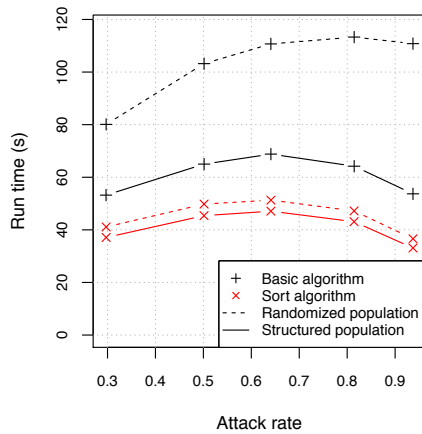 120
100
80
60
40
20
0
Run time (s)
Basic algorithm
Sort algorithm
Randomized population
Structured population
0.3 0.4 0.5 0.6 0.7 0.8 0.9
Attack rate